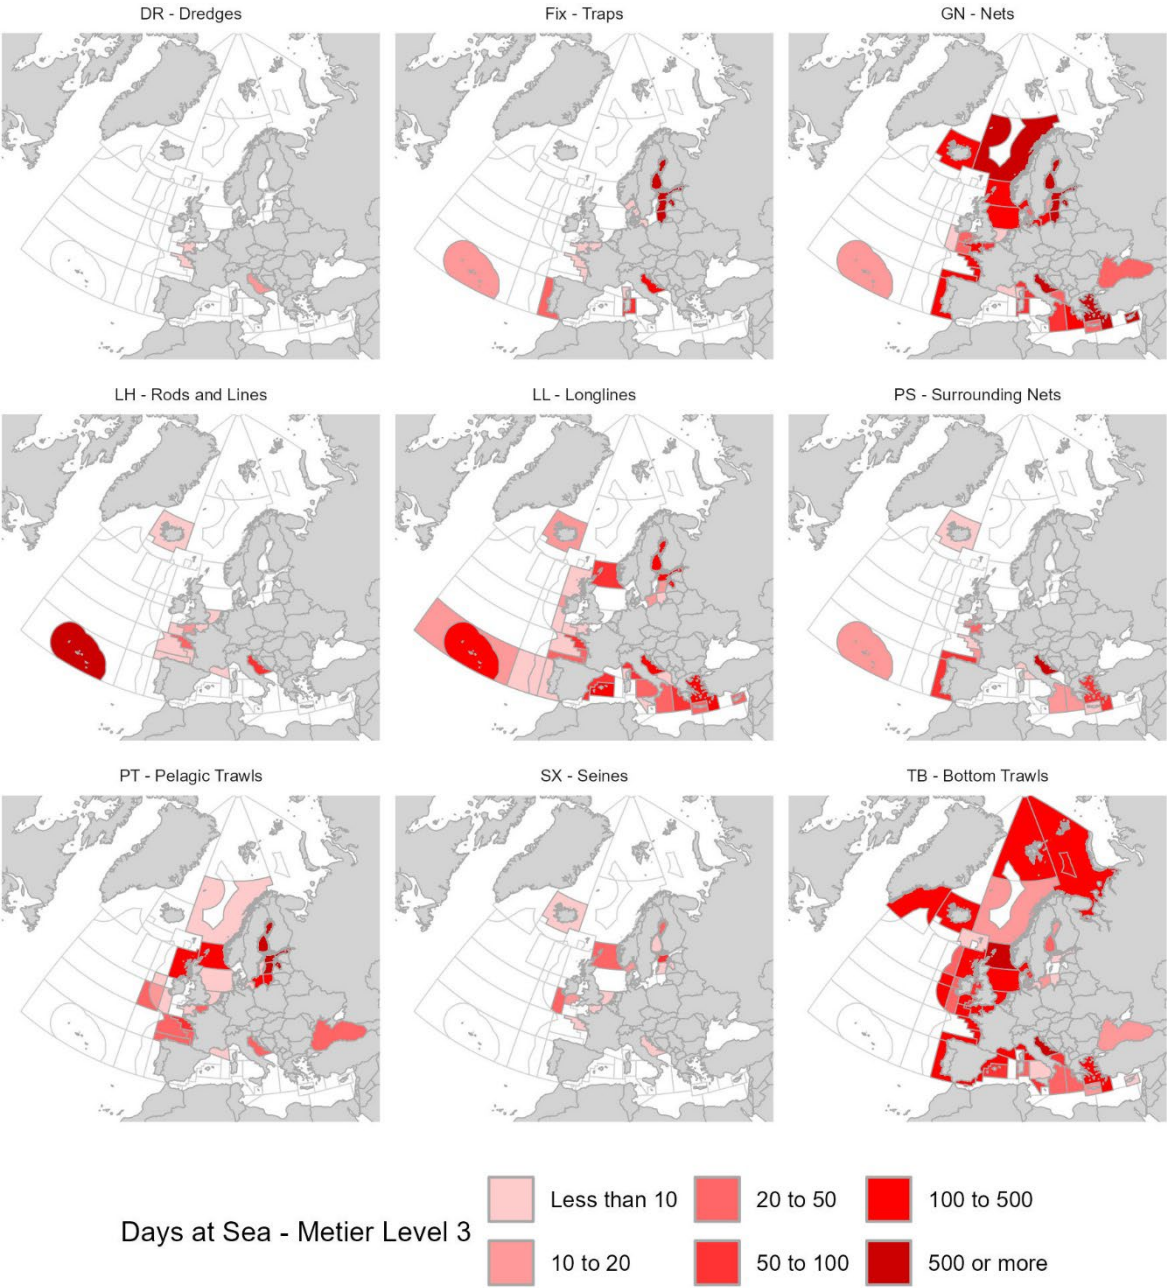 DR - Dredges
Fix - Traps
GN - Nets
LH - Rods and Lines
LL - Longlines
PS - Surrounding Nets
PT - Pelagic Trawls
SX - Seines
TB - Bottom Trawls
Days at Sea - Metier Level 3
Less than 10
20 to 50
100 to 500
10 to 20
50 to 100
500 or more